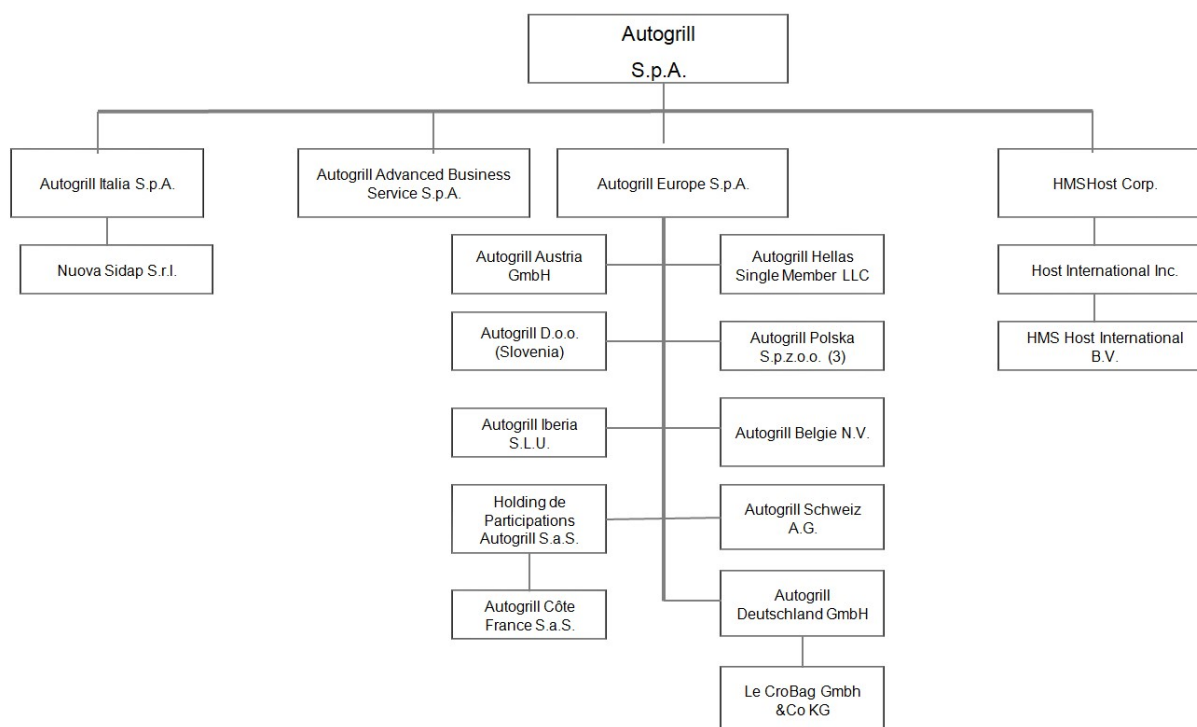 Autogrill
S.p.A.
Autogrill Italia S.p.A.
Autogrill Advanced Business
Service S.p.A.
Autogrill Europe S.p.A.
HMSHost Corp.
Nuova Sidap S.r.l.
Autogrill Austria
GmbH
Autogrill Hellas
Single Member LLC
Host International Inc.
Autogrill D.o.o.
(Slovenia)
Autogrill Polska
S.p.z.o.o. (3)
HMS Host International
B.V.
Autogrill Iberia
S.L.U.
Autogrill Belgie N.V.
Holding de
Participations
Autogrill S.a.S.
Autogrill Schweiz
A.G.
Autogrill Côte
France S.a.S.
Autogrill
Deutschland GmbH
Le CroBag Gmbh
&Co KG